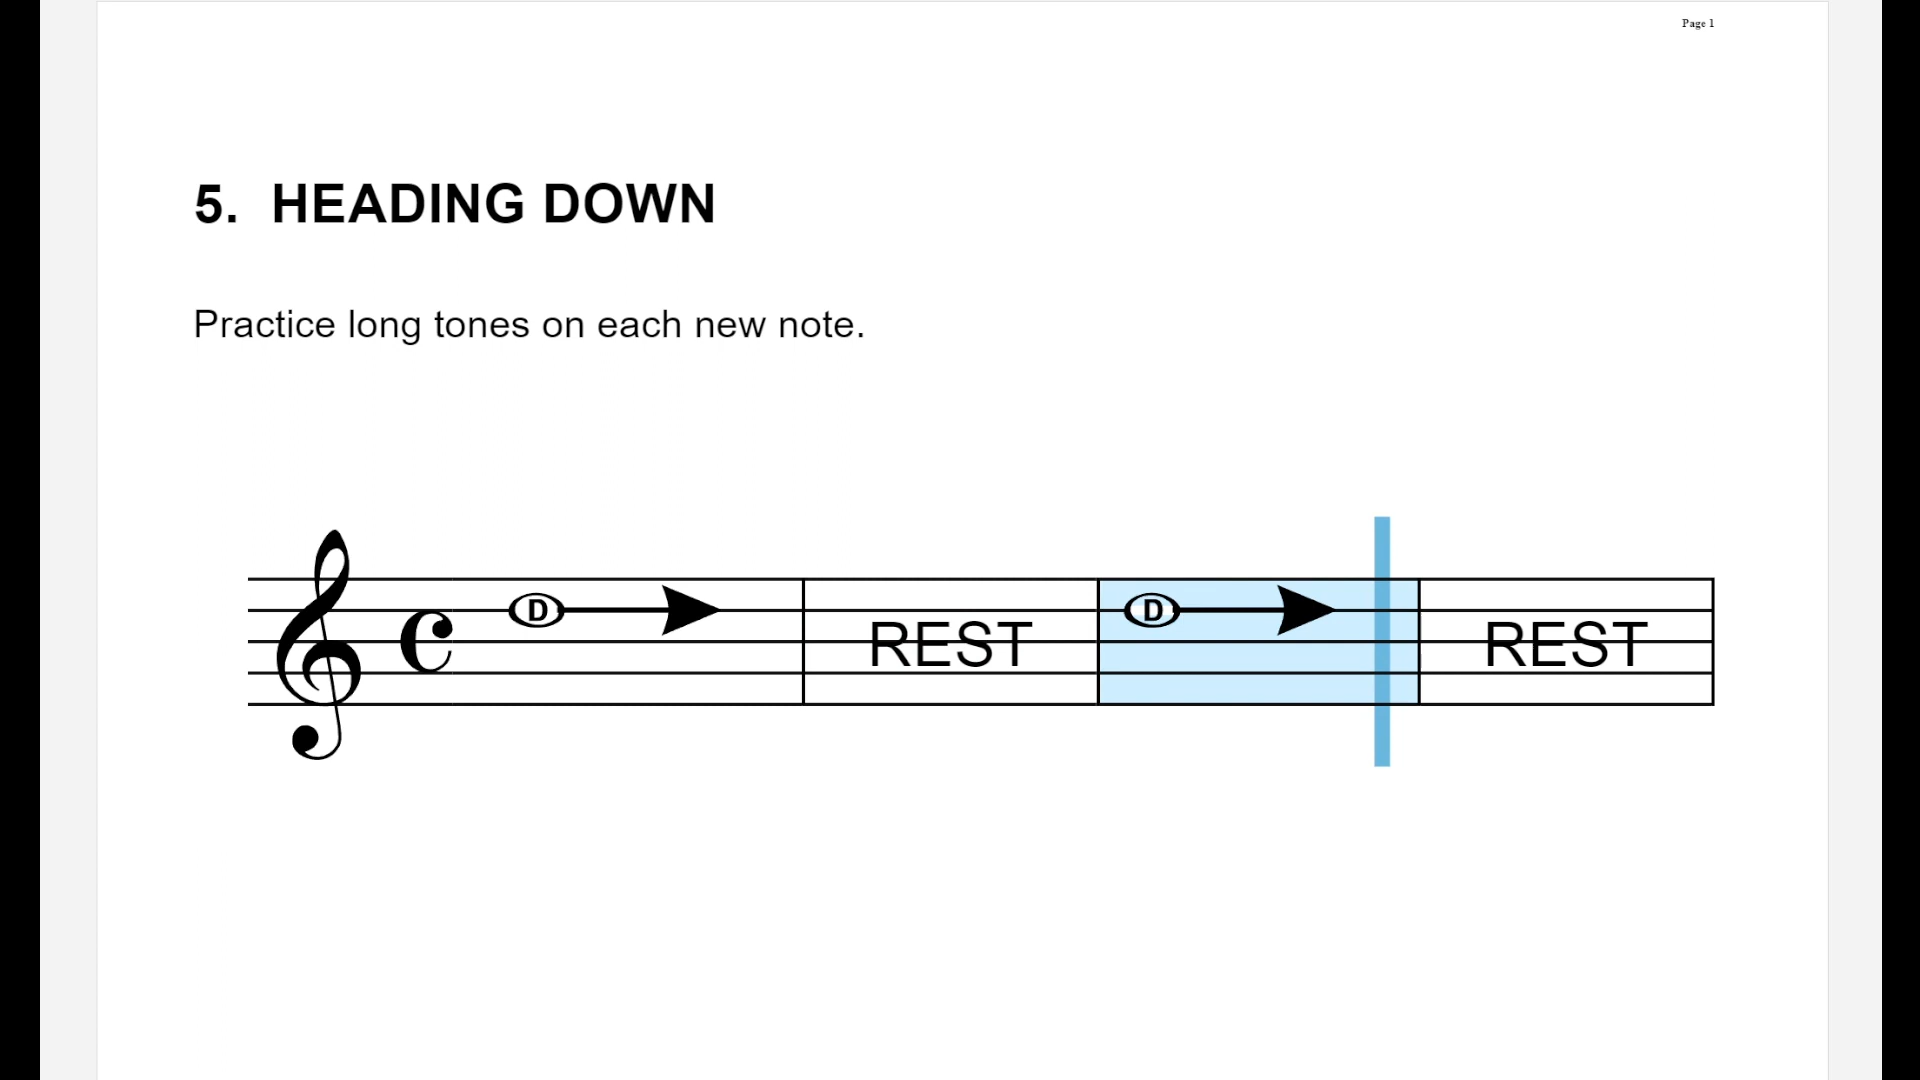 Page 1
5. HEADING DOWN
Practice long tones on each new note.
D REST D REST